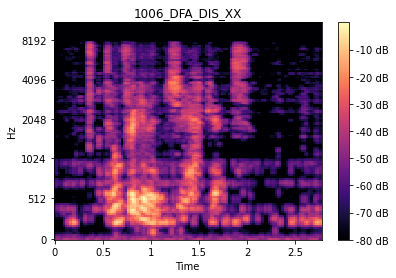 1006_DFA_DIS_XX
8192
4096
2048
1024
512
0
Hz
0
0.5
1
1.5
2
2.5
Time
-10 dB
-20 dB
-30 dB
-40 dB
-50 dB
-60 dB
-70 dB
-80 dB